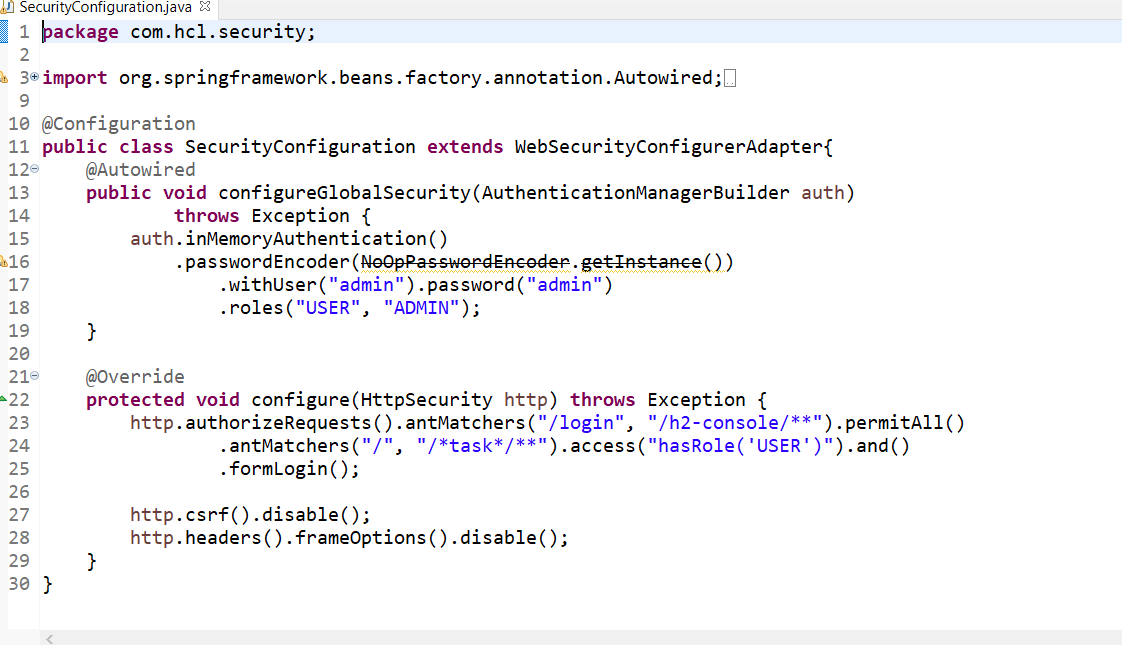 SecurityConfiguration.java
1 package com.hcl.security;
2
3 import org.springframework.beans.factory.annotation.Autowired;
9
10 @Configuration
11 public class SecurityConfiguration extends WebSecurityConfigurerAdapter{
12 @Autowired
13 public void configureGlobalSecurity(AuthenticationManagerBuilder auth)
14 throws Exception {
15 auth.inMemoryAuthentication()
16 .passwordEncoder(NoOpPasswordEncoder.getInstance())
17 .withUser("admin").password("admin")
18 .roles("USER", "ADMIN");
19 }
20
21 @Override
22 protected void configure(HttpSecurity http) throws Exception {
23 http.authorizeRequests().antMatchers("/login", "/h2-console/**").permitAll()
24 .antMatchers("/", "/*task*/**").access("hasRole('USER')").and()
25 .formLogin();
26
27 http.csrf().disable();
28 http.headers().frameOptions().disable();
29 }
30 }